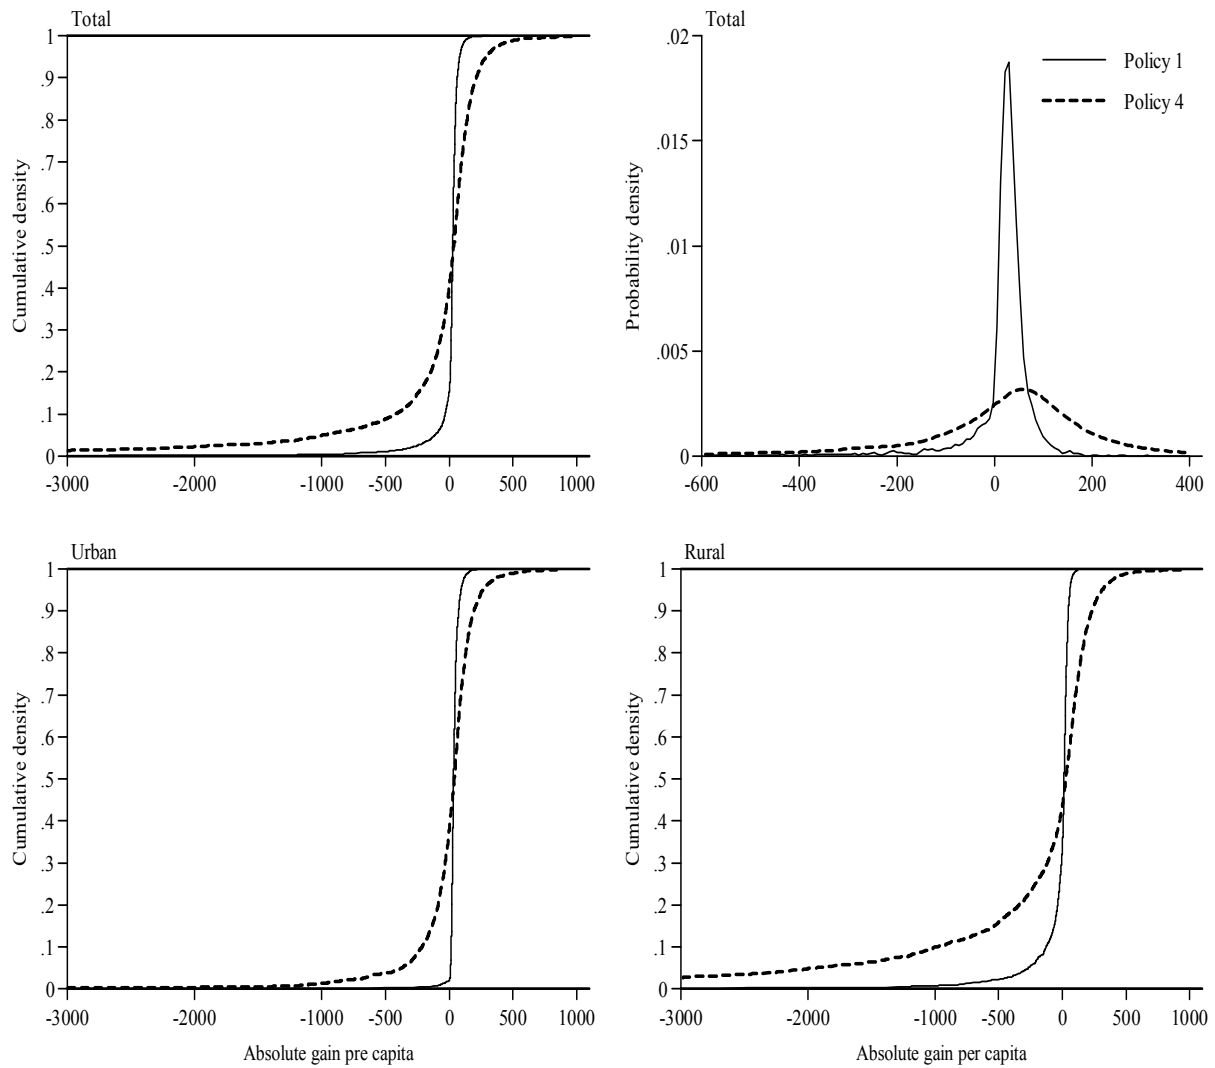 Total
1
.9
.8
.7
.6
.5
.4
.3
.2
.1
0
Cumulative density
-3000 -2000 -1000 -500 0 500 1000
Total
.02
.015
.01
.005
0
Probability density
-600 -400 -200 0 200 400
Policy 1
Policy 4
Urban
1
.9
.8
.7
.6
.5
.4
.3
.2
.1
0
Cumulative density
-3000 -2000 -1000 -500 0 500 1000
Absolute gain pre capita
Rural
1
.9
.8
.7
.6
.5
.4
.3
.2
.1
0
Cumulative density
-3000 -2000 -1000 -500 0 500 1000
Absolute gain per capita